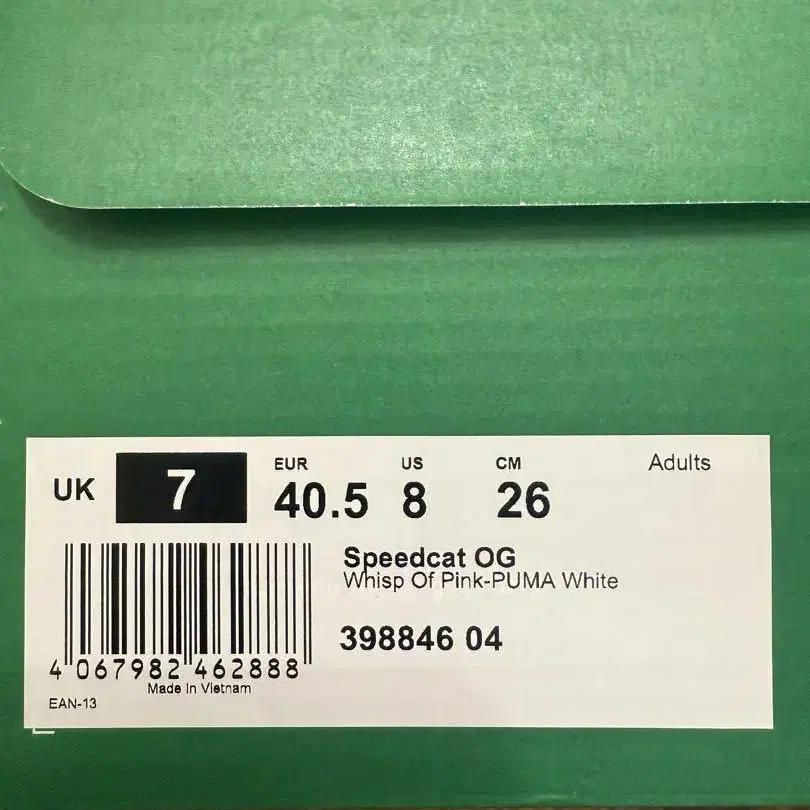 EUR US CM Adults
UK 7 40.5 8 26
Speedcat OG
Whisp Of Pink-PUMA White
398846 04
4 067982 462888
Made In Vietnam
EAN-13